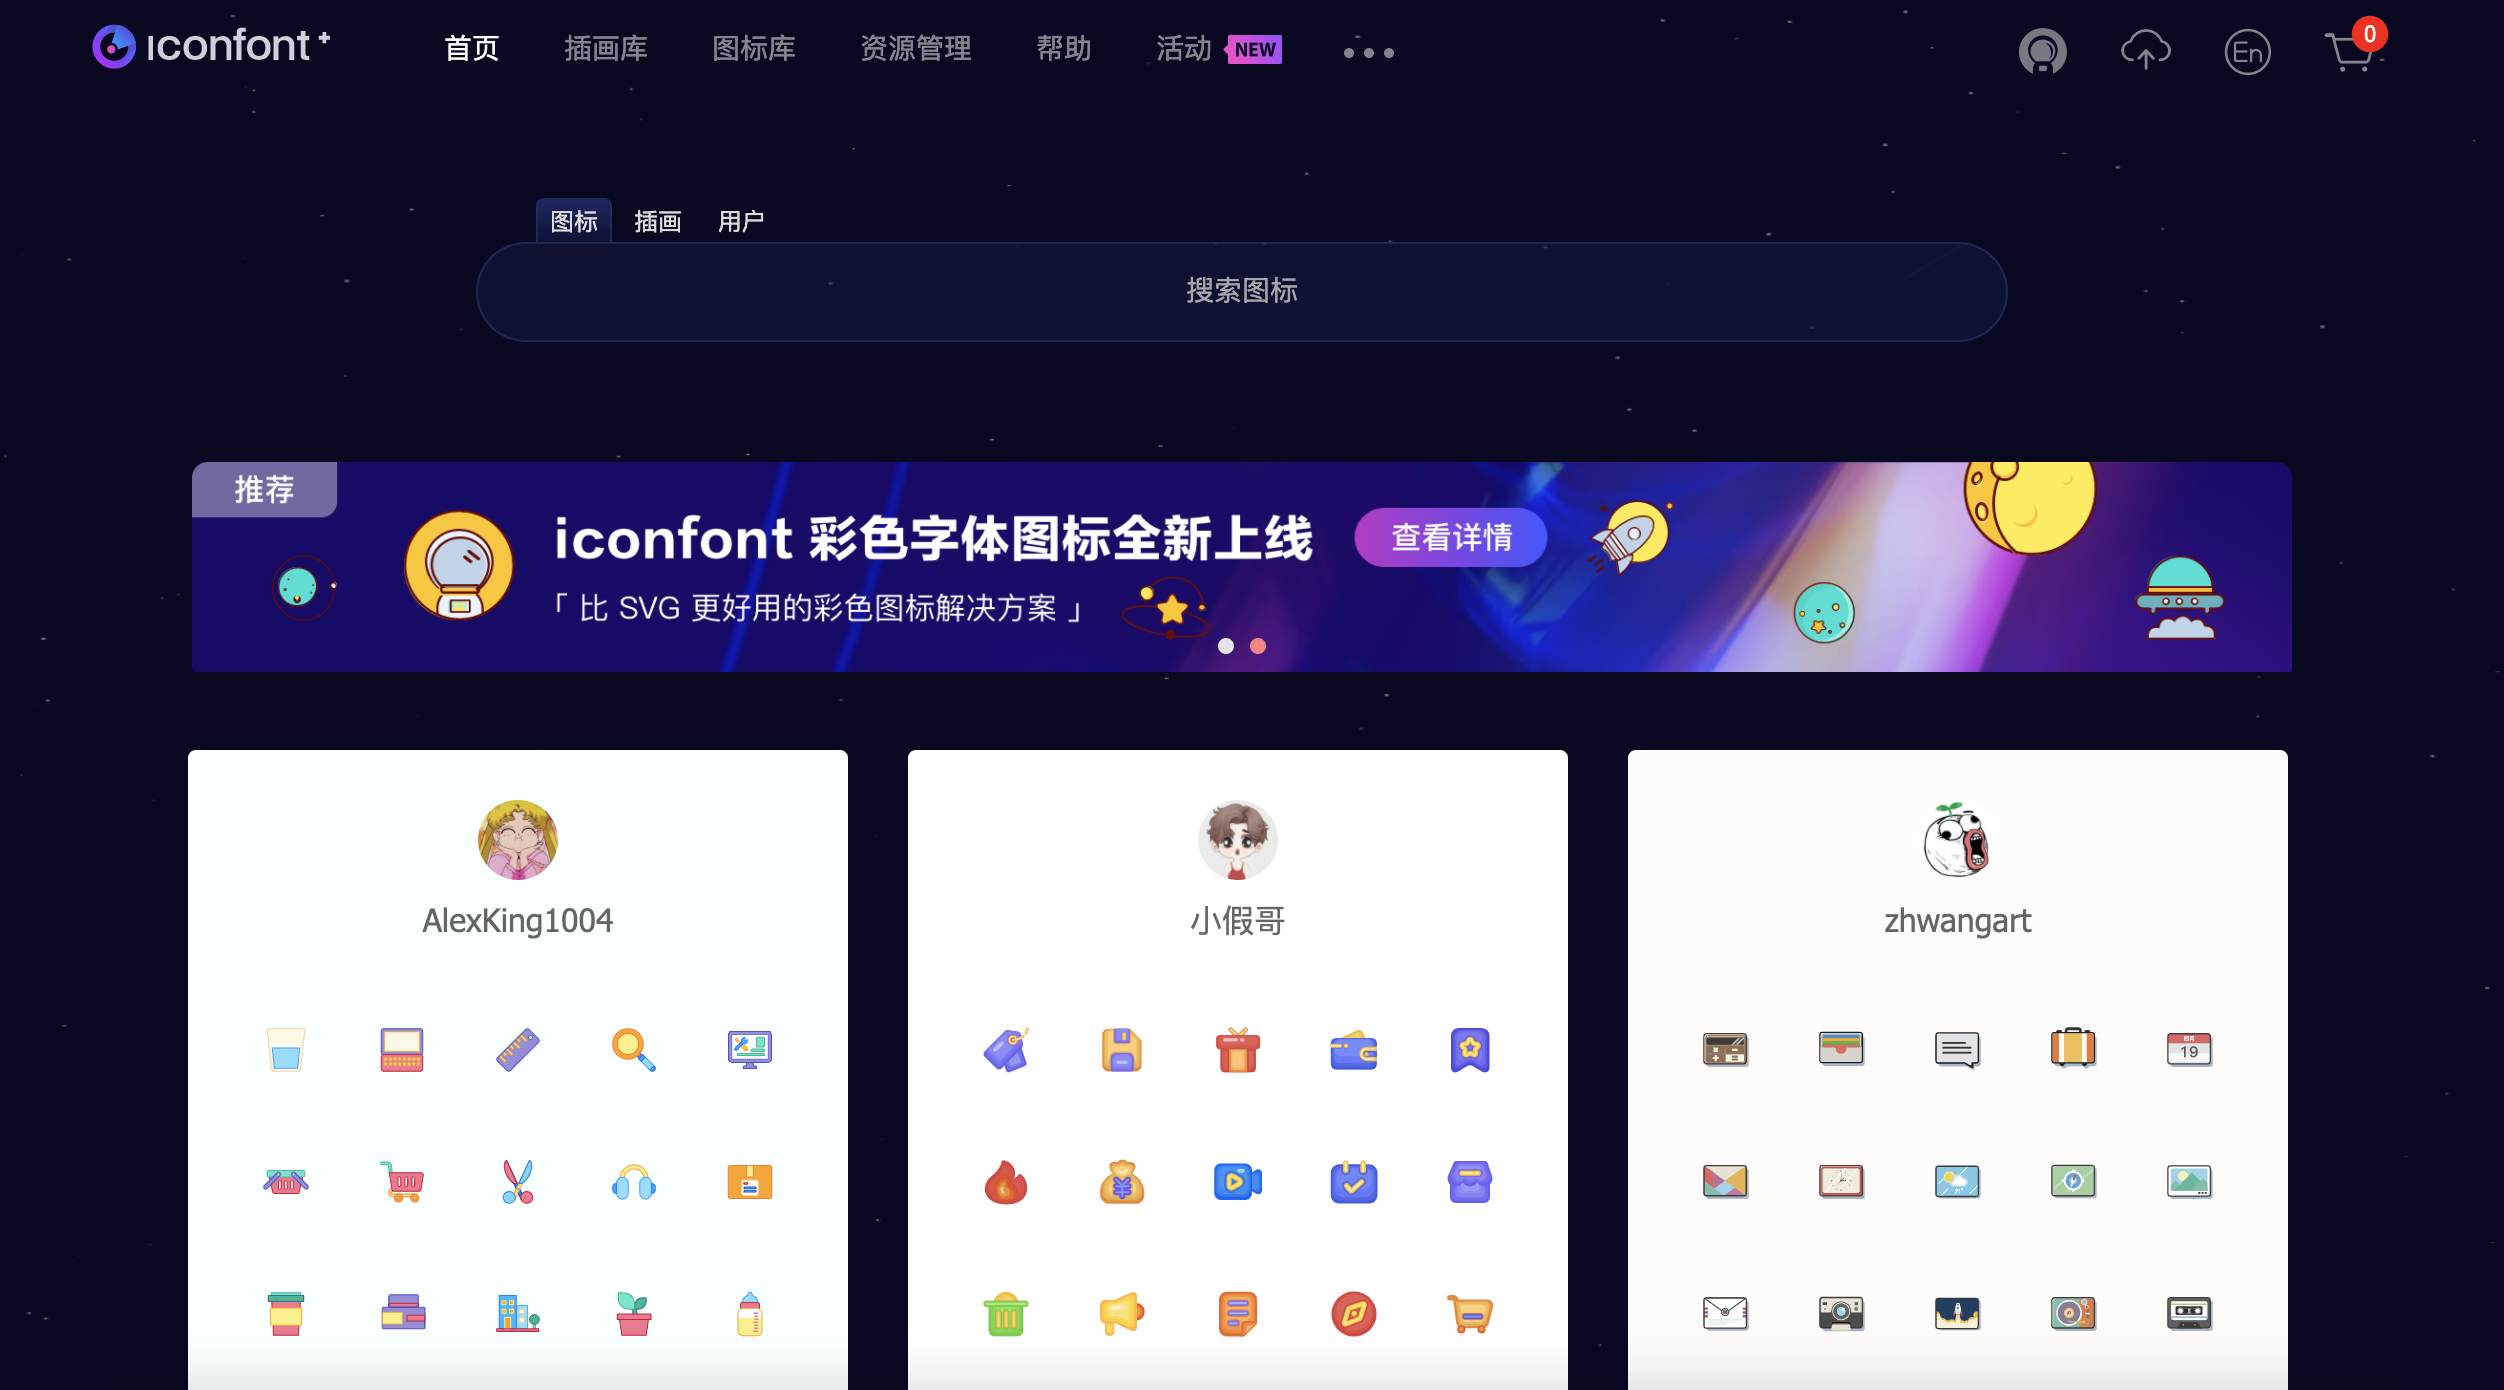 iconfont+
首页 插画库 图标库 资源管理 帮助 活动 NEW
En 0
图标 插画 用户
搜索图标
推荐
iconfont 彩色字体图标全新上线
查看详情
「 比 SVG 更好用的彩色图标解决方案 」
AlexKing1004 小假哥 zhwangart
19